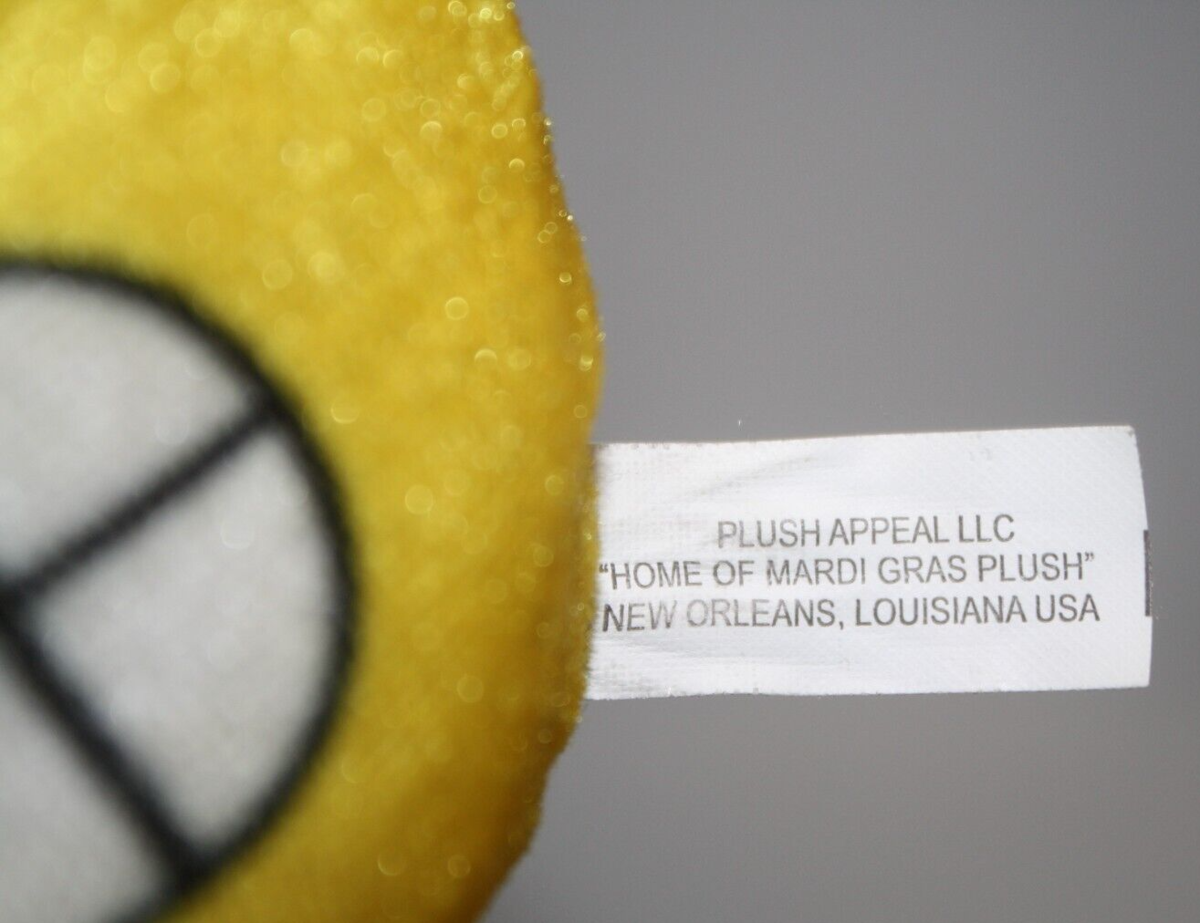 PLUSH APPEAL LLC
“HOME OF MARDI GRAS PLUSH”
NEW ORLEANS, LOUISIANA USA